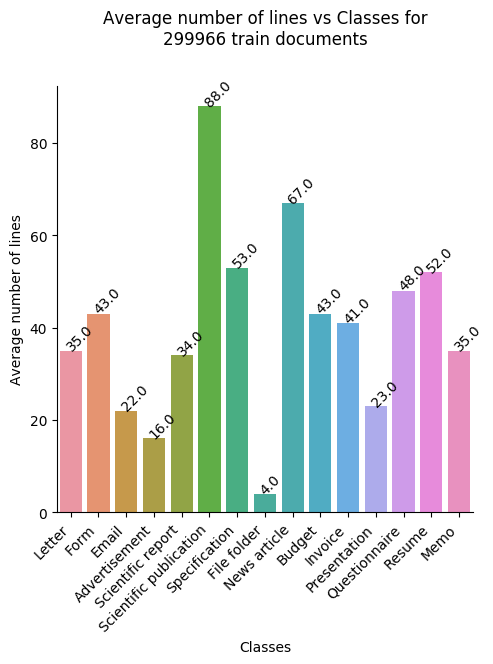 Average number of lines vs Classes for
299966 train documents
Average number of lines
80
60
40
20
0
35.0
43.0
22.0
16.0
34.0
88.0
53.0
4.0
67.0
43.0
41.0
23.0
48.0
52.0
35.0
Letter
Form
Email
Advertisement
Scientific report
Scientific publication
Specification
File folder
News article
Budget
Invoice
Presentation
Questionnaire
Resume
Memo
Classes